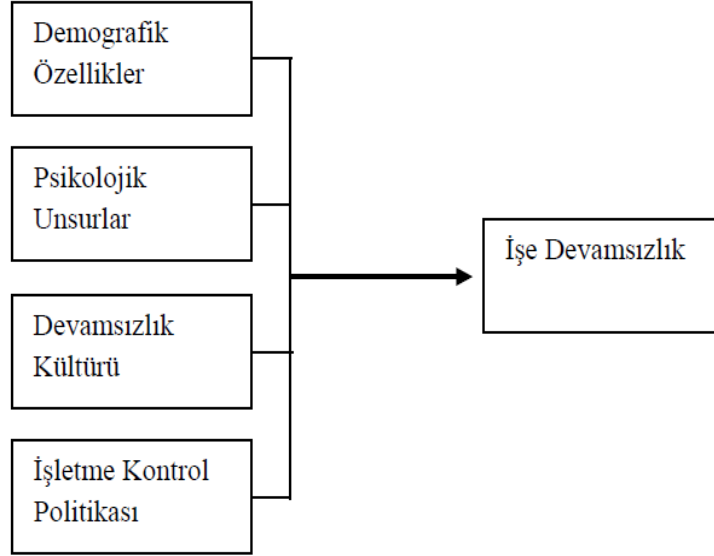 Demografik
Özellikler
Psikolojik
Unsurlar
İşe Devamsızlık
Devamsızlık
Kültürü
İşletme Kontrol
Politikası